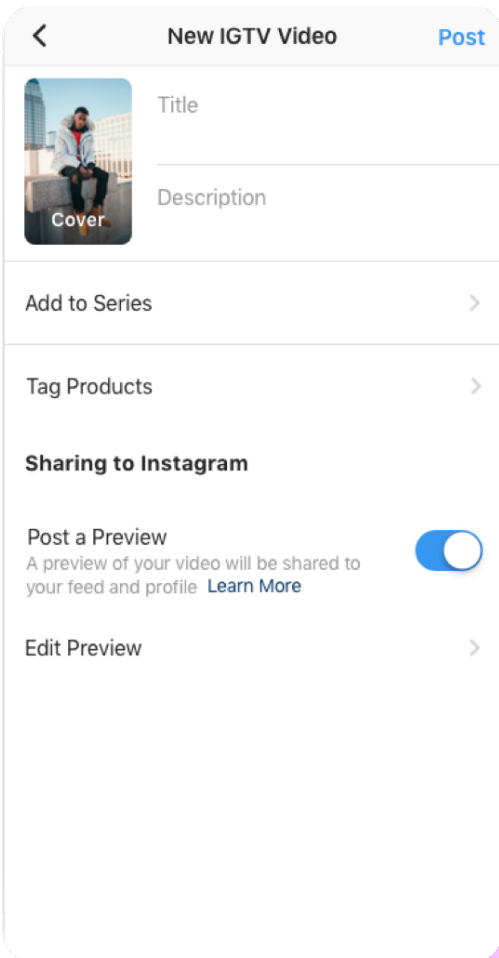 New IGTV Video Post
Title
Description
Cover
Add to Series
Tag Products
Sharing to Instagram
Post a Preview
A preview of your video will be shared to
your feed and profile Learn More
Edit Preview